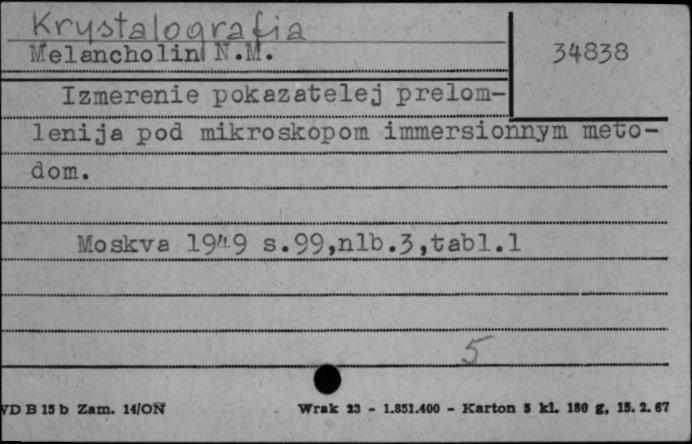 Krystalografia
Melancholin N.M.
34838
Izmerenie pokazatelej prelom-
lenija pod mikroskopom immersionnym meto-
dom.
Moskva 1949 s.99,nlb.3,tabl.1
5
VD B 15 b Zam. 14/ON
Wrak 23 - 1.851.400 - Karton 5 kl. 180 g, 15. 2. 67